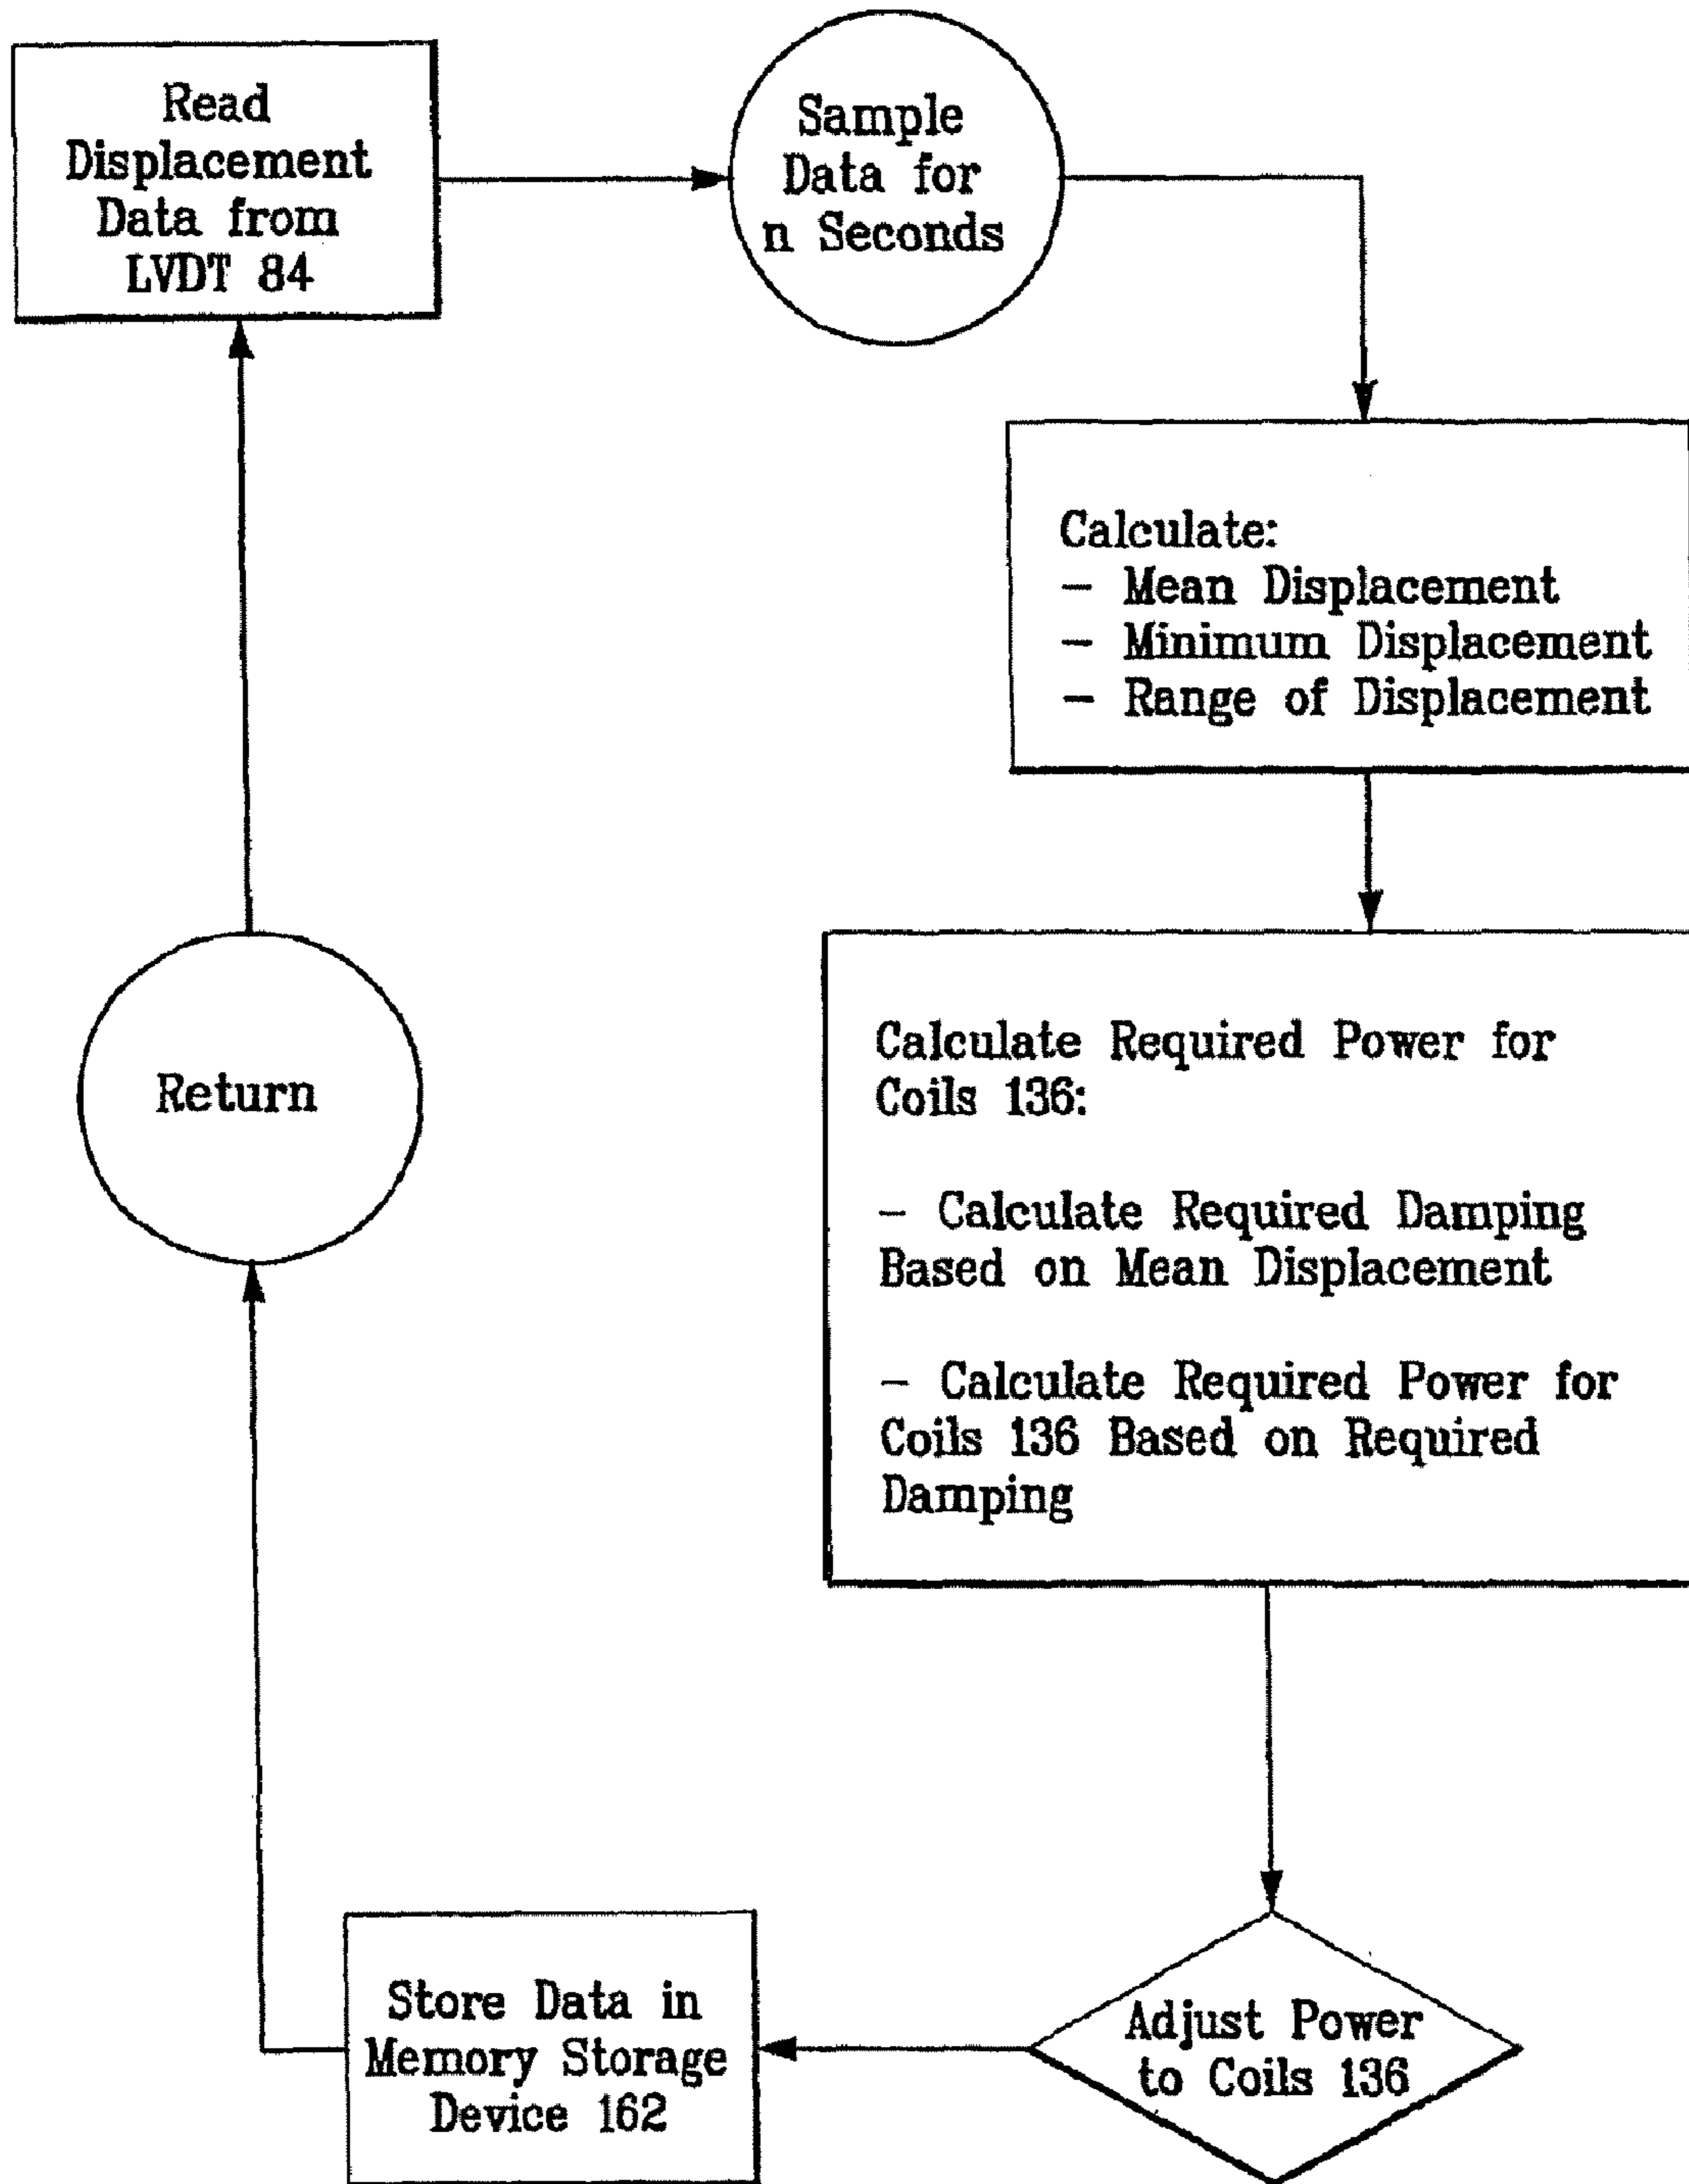 Read
Displacement
Data from
LVDT 84
Sample
Data for
n Seconds
Calculate:
- Mean Displacement
- Minimum Displacement
- Range of Displacement
Calculate Required Power for
Coils 136:
- Calculate Required Damping
Based on Mean Displacement
- Calculate Required Power for
Coils 136 Based on Required
Damping
Adjust Power
to Coils 136
Store Data in
Memory Storage
Device 162
Return